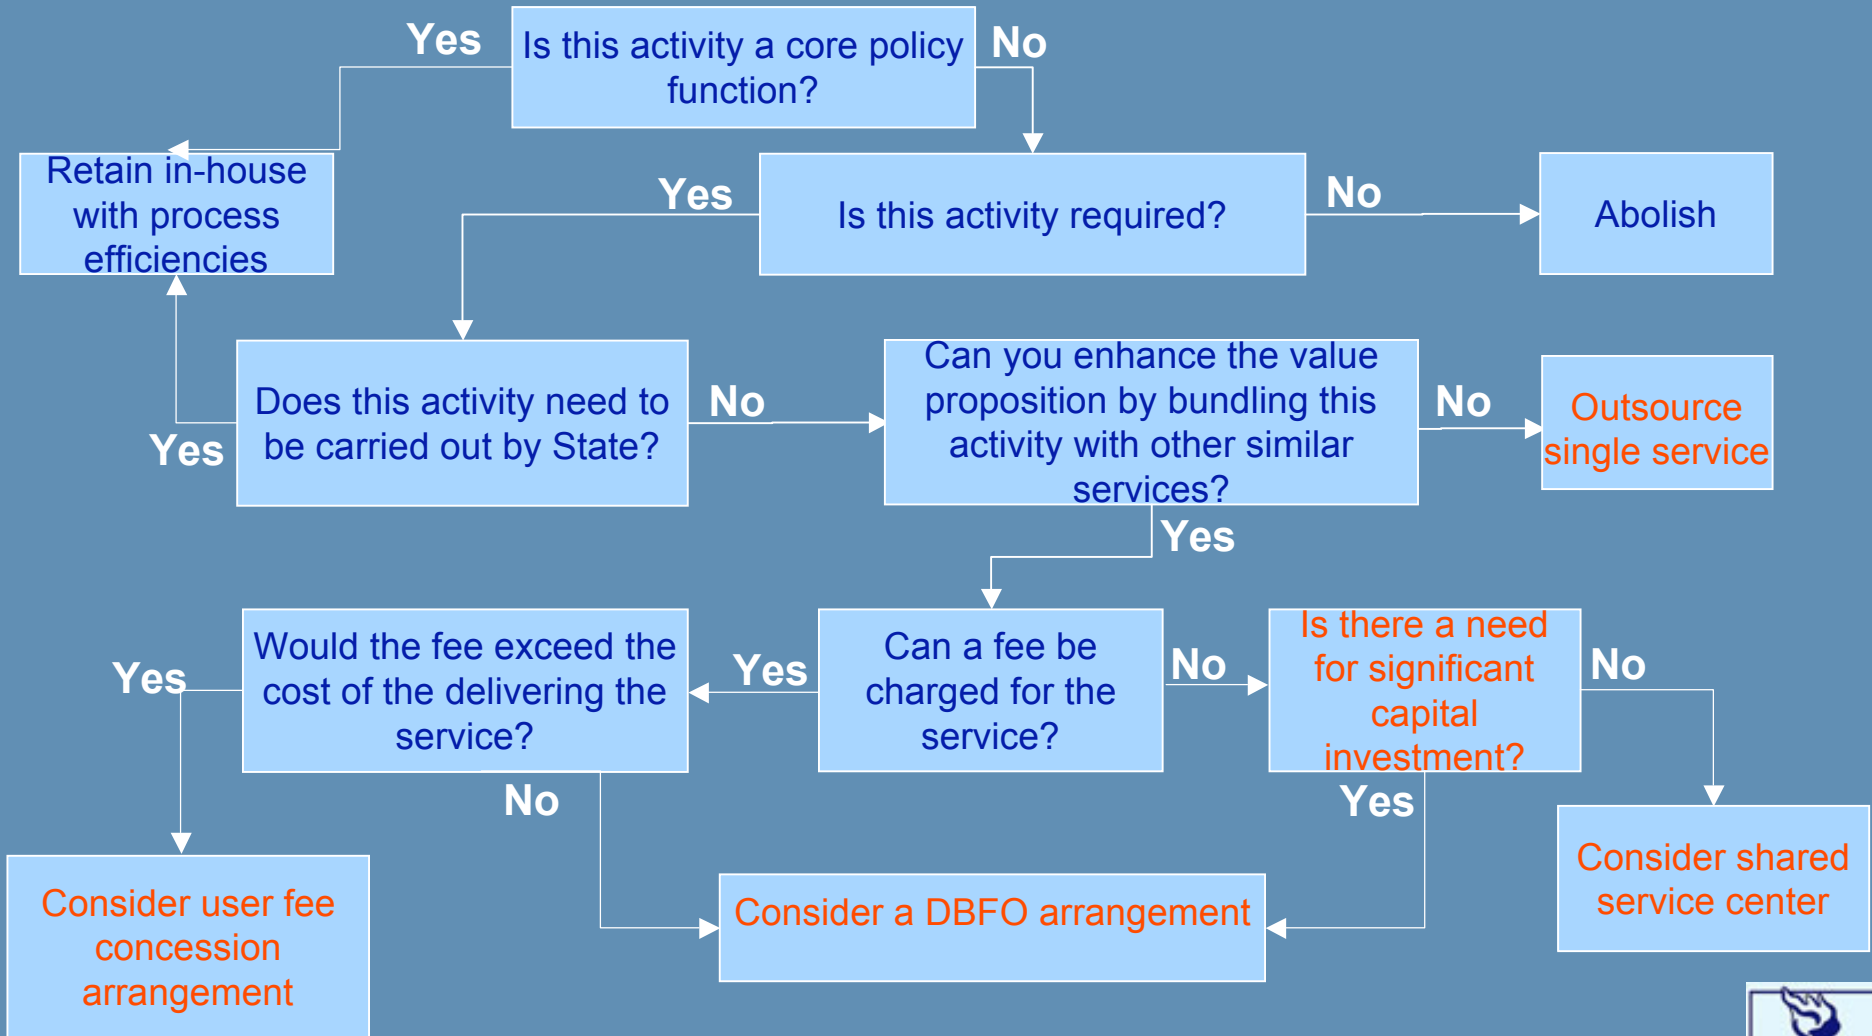 Yes
Is this activity a core policy
function?
No
Retain in-house
with process
efficiencies
Yes
Is this activity required?
No
Abolish
Does this activity need to
be carried out by State?
Yes
No
Can you enhance the value
proposition by bundling this
activity with other similar
services?
No
Outsource
single service
Yes
Yes
Would the fee exceed the
cost of the delivering the
service?
Yes
Can a fee be
charged for the
service?
No
Is there a need
for significant
capital
investment?
No
No
Yes
Consider user fee
concession
arrangement
Consider a DBFO arrangement
Consider shared
service center